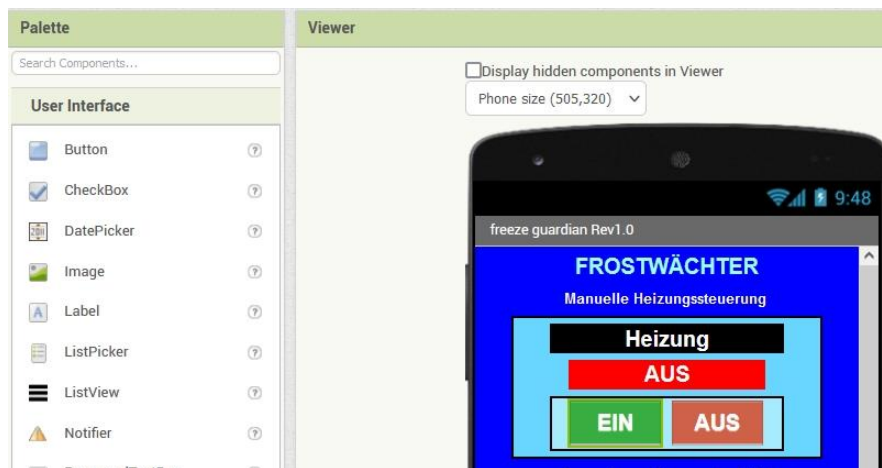 Palette
Search Components...
User Interface
Button
CheckBox
DatePicker
Image
Label
ListPicker
ListView
Notifier
Viewer
Display hidden components in Viewer
Phone size (505,320)
9:48
freeze guardian Rev1.0
FROSTWÄCHTER
Manuelle Heizungssteuerung
Heizung
AUS
EIN AUS